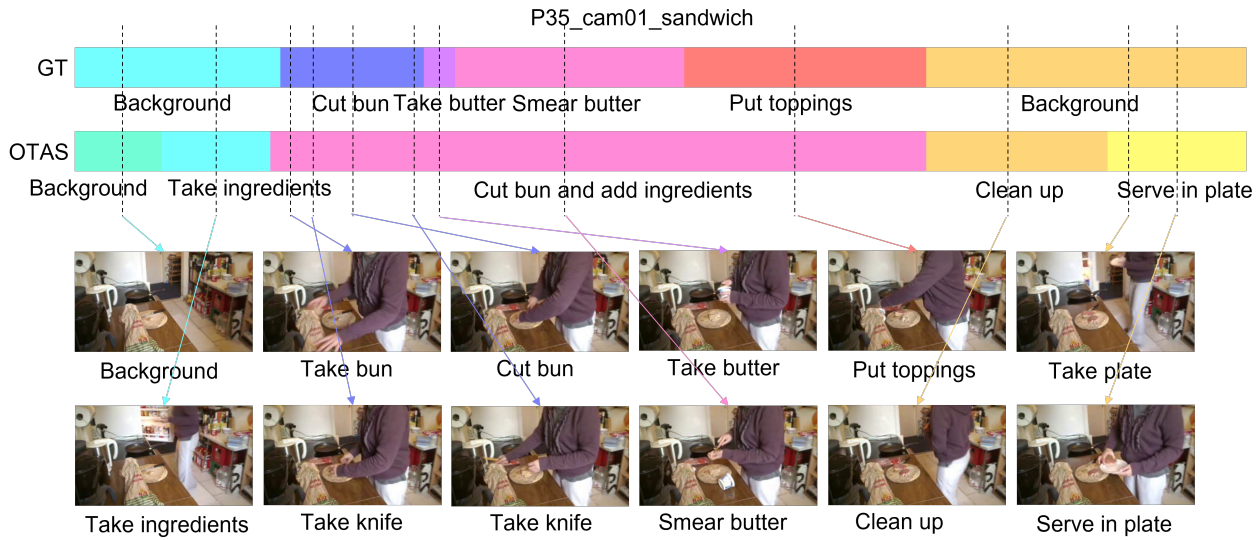 P35_cam01_sandwich
GT
Background Cut bun Take butter Smear butter Put toppings Background
OTAS
Background Take ingredients Cut bun and add ingredients Clean up Serve in plate
Background Take bun Cut bun Take butter Put toppings Take plate
Take ingredients Take knife Take knife Smear butter Clean up Serve in plate